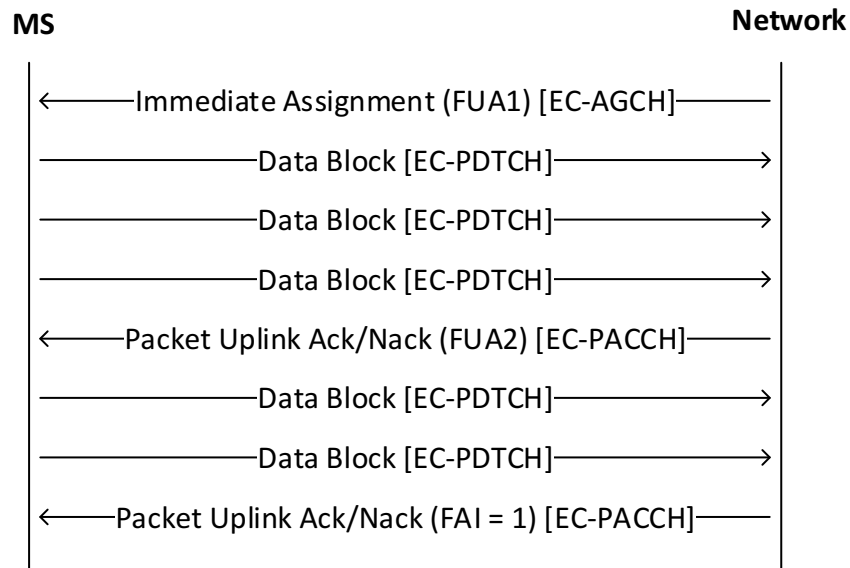 MS
Network
Immediate Assignment (FUA1) [EC-AGCH]
Data Block [EC-PDTCH]
Data Block [EC-PDTCH]
Data Block [EC-PDTCH]
Packet Uplink Ack/Nack (FUA2) [EC-PACCH]
Data Block [EC-PDTCH]
Data Block [EC-PDTCH]
Packet Uplink Ack/Nack (FAI = 1) [EC-PACCH]